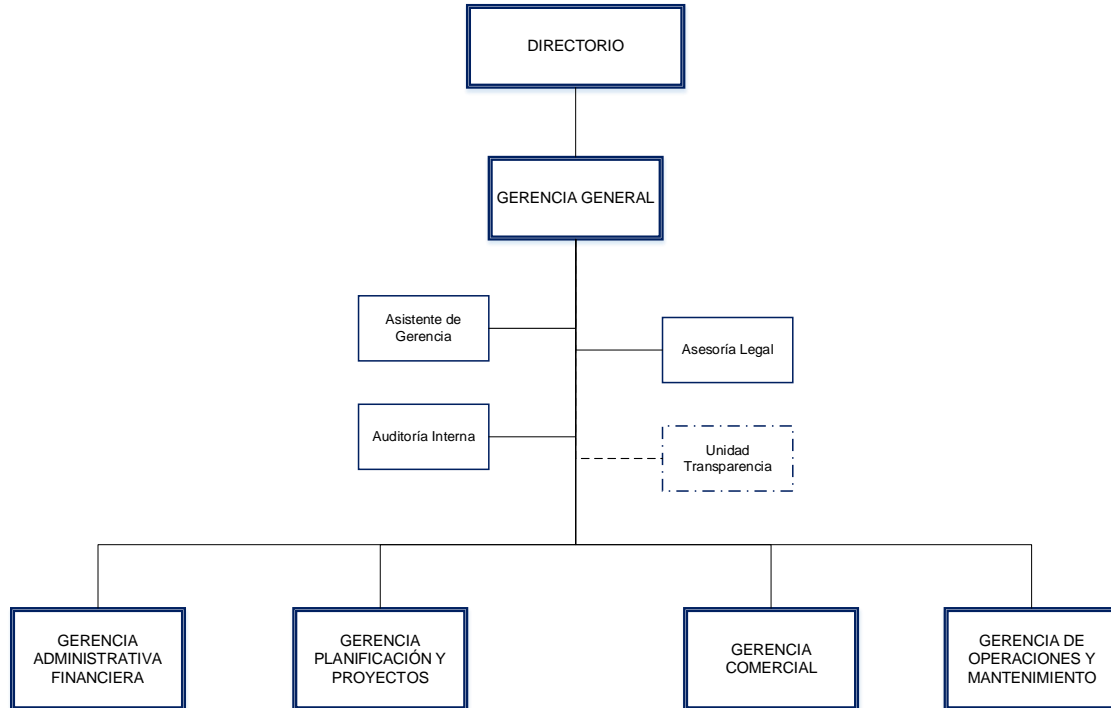 DIRECTORIO
GERENCIA GENERAL
Asistente de
Gerencia
Asesoría Legal
Auditoría Interna
Unidad
Transparencia
GERENCIA
ADMINISTRATIVA
FINANCIERA
GERENCIA
PLANIFICACIÓN Y
PROYECTOS
GERENCIA
COMERCIAL
GERENCIA DE
OPERACIONES Y
MANTENIMIENTO